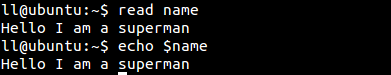 ll@ubuntu:~$ read name
Hello I am a superman
ll@ubuntu:~$ echo $name
Hello I am a superman